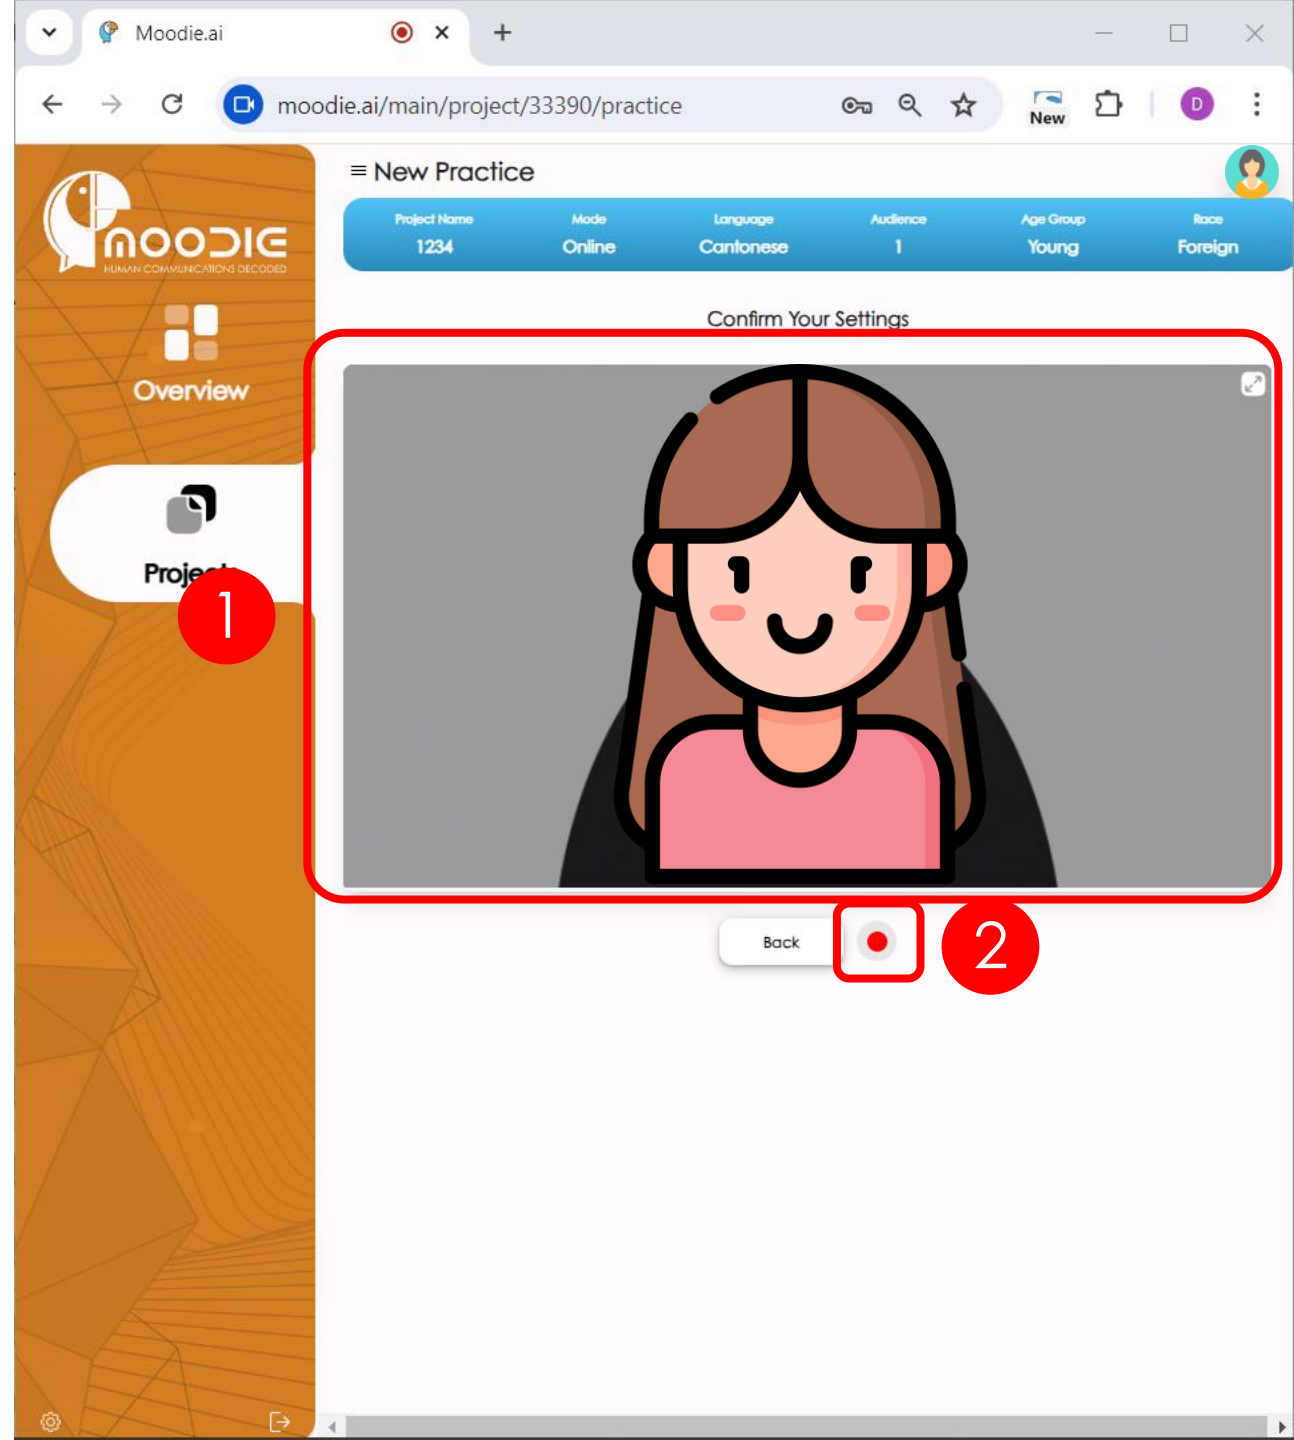 Moodie.ai
moodie.ai/main/project/33390/practice
New
D
MOODIE
HUMAN COMMUNICATIONS DECODED
New Practice
Project Name Mode Language Audience Age Group Race
1234 Online Cantonese 1 Young Foreign
Confirm Your Settings
Overview
Projects
1
Back
2